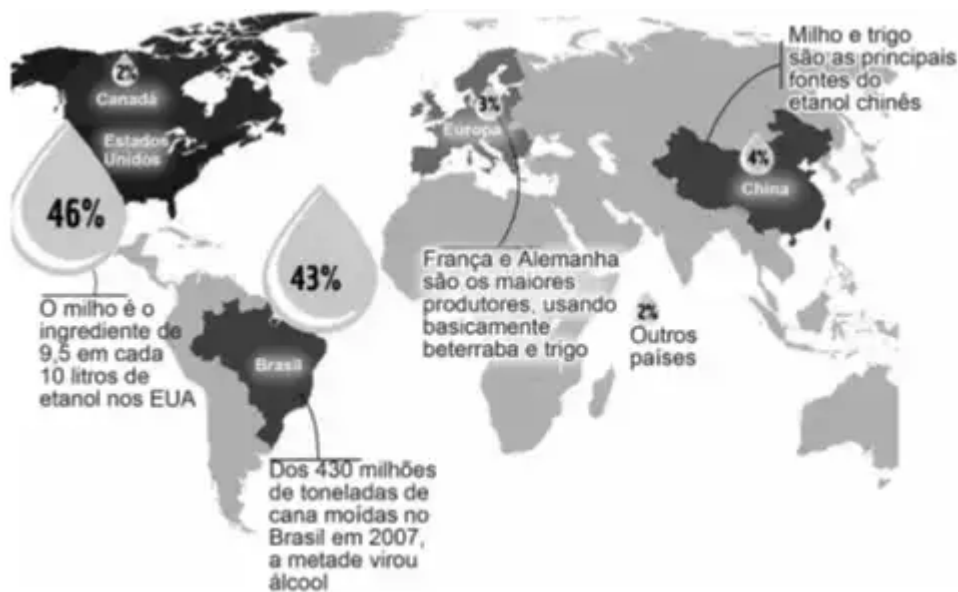 2%
Canadá
Estados
Unidos
46%
O milho é o
ingrediente de
9,5 em cada
10 litros de
etanol nos EUA
43%
Brasil
Dos 430 milhões
de toneladas de
cana moídas no
Brasil em 2007,
a metade virou
álcool
3%
Europa
França e Alemanha
são os maiores
produtores, usando
basicamente
beterraba e trigo
Milho e trigo
são as principais
fontes do
etanol chinês
4%
China
2%
Outros
países